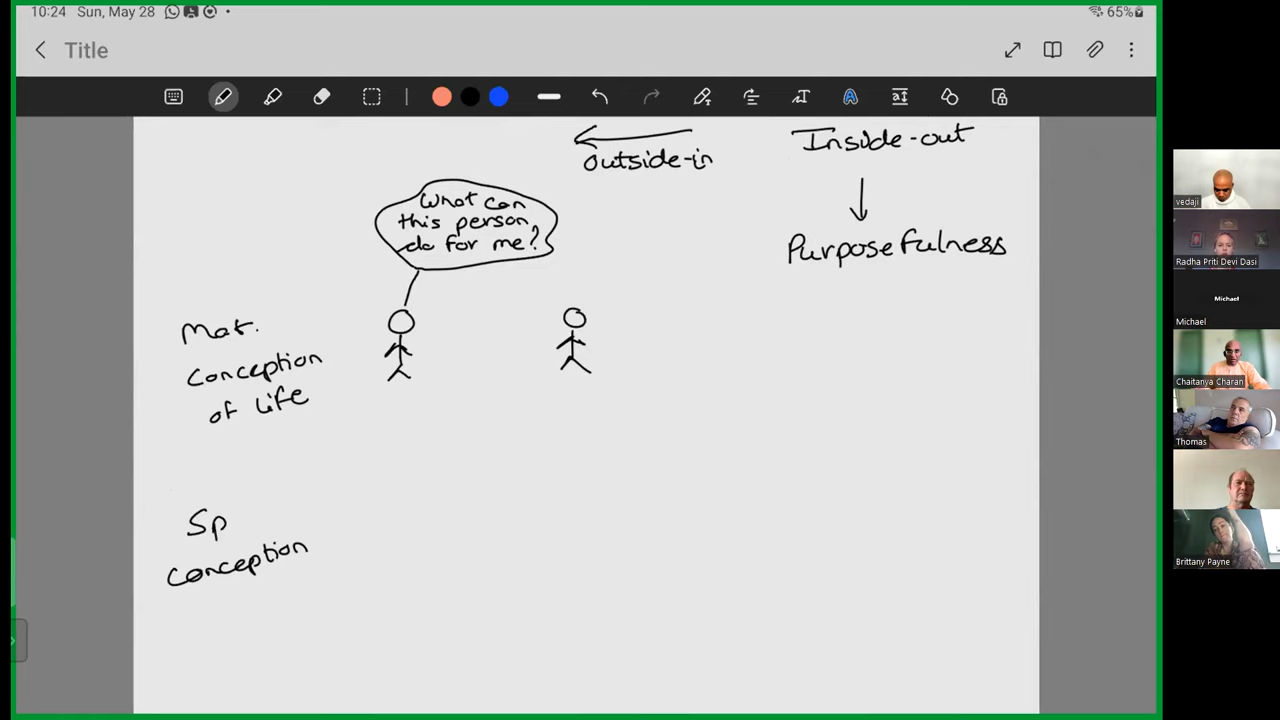 10:24 Sun, May 28
65%
Title
Outside-in
Inside-out
Purposefulness
What can
this person
do for me?
Mat.
conception
of life
Sp
conception
vedaji
Radha Priti Devi Dasi
Michael
Michael
Chaitanya Charan
Thomas
Brittany Payne